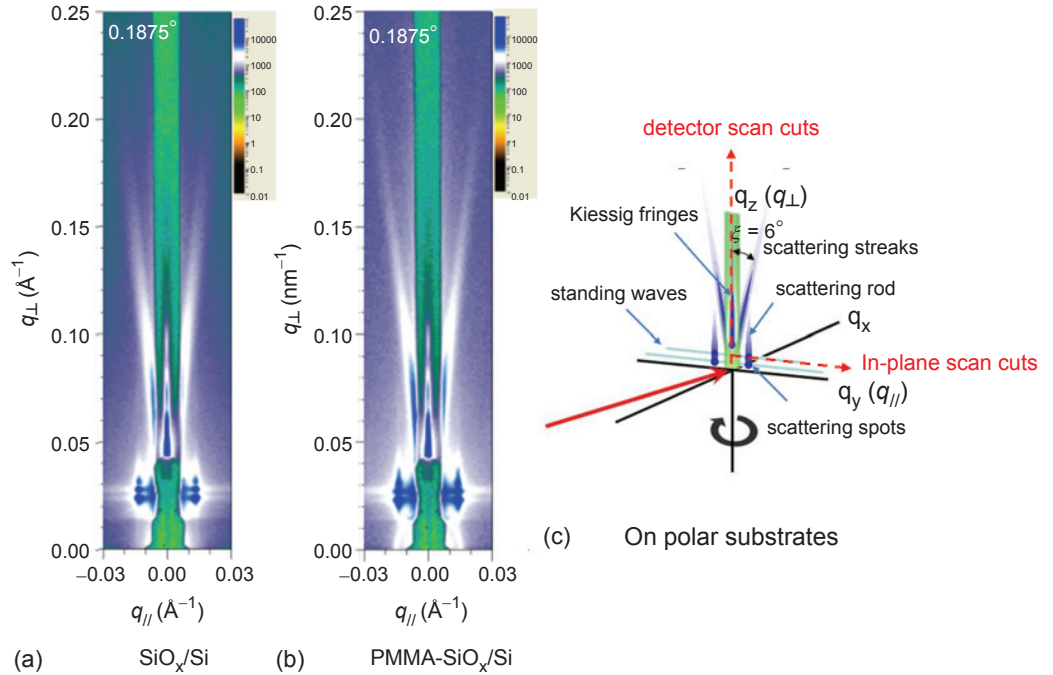 0.25
0.20
0.15
0.10
0.05
0.00
q⊥ (Å⁻¹)
0.1875°
10000
1000
100
10
1
0.1
0.01
−0.03
0.00
0.03
q// (Å⁻¹)
(a)
SiOx/Si
0.25
0.20
0.15
0.10
0.05
0.00
q⊥ (nm⁻¹)
0.1875°
10000
1000
100
10
1
0.1
0.01
−0.03
0.00
0.03
q// (Å⁻¹)
(b)
PMMA-SiOx/Si
detector scan cuts
qz (q⊥)
Kiessig fringes
ξ = 6°
scattering streaks
standing waves
scattering rod
qx
In-plane scan cuts
qy (q//)
scattering spots
(c)
On polar substrates